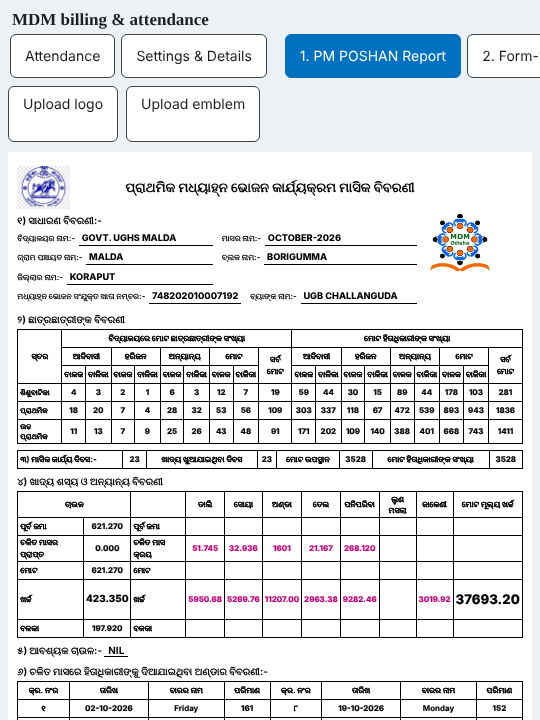 MDM billing & attendance
Attendance Settings & Details 1. PM POSHAN Report 2. Form-
Upload logo Upload emblem
ପ୍ରାଥମିକ ମଧ୍ୟାହ୍ନ ଭୋଜନ କାର୍ଯ୍ୟକ୍ରମ ମାସିକ ବିବରଣୀ
MDM
Odisha
୧) ସାଧାରଣ ବିବରଣୀ:-
ବିଦ୍ୟାଳୟର ନାମ:- GOVT. UGHS MALDA ମାସର ନାମ:- OCTOBER-2026
ଗ୍ରାମ ପଞ୍ଚାୟତ ନାମ:- MALDA ବ୍ଲକ ନାମ:- BORIGUMMA
ଜିଲ୍ଲାର ନାମ:- KORAPUT
ମଧ୍ୟାହ୍ନ ଭୋଜନ ସଂଯୁକ୍ତ ଖାତା ନମ୍ବର:- 748202010007192 ବ୍ୟାଙ୍କ ନାମ:- UGB CHALLANGUDA
୨) ଛାତ୍ରଛାତ୍ରୀଙ୍କ ବିବରଣୀ
ସ୍ତର ବିଦ୍ୟାଳୟରେ ମୋଟ ଛାତ୍ରଛାତ୍ରୀଙ୍କ ସଂଖ୍ୟା ମୋଟ ହିତାଧିକାରୀଙ୍କ ସଂଖ୍ୟା
ଆଦିବାସୀ ହରିଜନ ଅନ୍ୟାନ୍ୟ ମୋଟ ସର୍ବ ମୋଟ ଆଦିବାସୀ ହରିଜନ ଅନ୍ୟାନ୍ୟ ମୋଟ ସର୍ବ ମୋଟ
ବାଳକ ବାଳିକା ବାଳକ ବାଳିକା ବାଳକ ବାଳିକା ବାଳକ ବାଳିକା ବାଳକ ବାଳିକା ବାଳକ ବାଳିକା ବାଳକ ବାଳିକା ବାଳକ ବାଳିକା
ଶିଶୁବାଟିକା 4 3 2 1 6 3 12 7 19 59 44 30 15 89 44 178 103 281
ପ୍ରାଥମିକ 18 20 7 4 28 32 53 56 109 303 337 118 67 472 539 893 943 1836
ଉଚ୍ଚ ପ୍ରାଥମିକ 11 13 7 9 25 26 43 48 91 171 202 109 140 388 401 668 743 1411
୩) ମାସିକ କାର୍ଯ୍ୟ ଦିବସ:- 23 ଖାଦ୍ୟ ଖୁଆଯାଇଥିବା ଦିବସ 23 ମୋଟ ଉପସ୍ଥାନ 3528 ମୋଟ ହିତାଧିକାରୀଙ୍କ ସଂଖ୍ୟା 3528
୪) ଖାଦ୍ୟ ଶସ୍ୟ ଓ ଅନ୍ୟାନ୍ୟ ବିବରଣୀ
ଚାଉଳ ଡାଲି ସୋୟା ଅଣ୍ଡା ତେଲ ପନିପରିବା ଲୁଣ ମସଲା ଜାଳେଣୀ ମୋଟ ମୂଲ୍ୟ ଖର୍ଚ୍ଚ
ପୂର୍ବ ଜମା 621.270 ପୂର୍ବ ଜମା
ଚଳିତ ମାସର ପ୍ରାପ୍ତ 0.000 ଚଳିତ ମାସ କ୍ରୟ 51.745 32.936 1601 21.167 268.120
ମୋଟ 621.270 ମୋଟ
ଖର୍ଚ୍ଚ 423.350 ଖର୍ଚ୍ଚ 5950.68 5269.76 11207.00 2963.38 9282.46 3019.92 37693.20
ବଳକା 197.920 ବଳକା
୫) ଆବଶ୍ୟକ ଚାଉଳ:- NIL
୬) ଚଳିତ ମାସରେ ହିତାଧିକାରୀଙ୍କୁ ଦିଆଯାଇଥିବା ଅଣ୍ଡାର ବିବରଣୀ:-
କ୍ର. ନଂର ତାରିଖ ବାରର ନାମ ପରିମାଣ କ୍ର. ନଂର ତାରିଖ ବାରର ନାମ ପରିମାଣ
୧ 02-10-2026 Friday 161 ୮ 19-10-2026 Monday 152